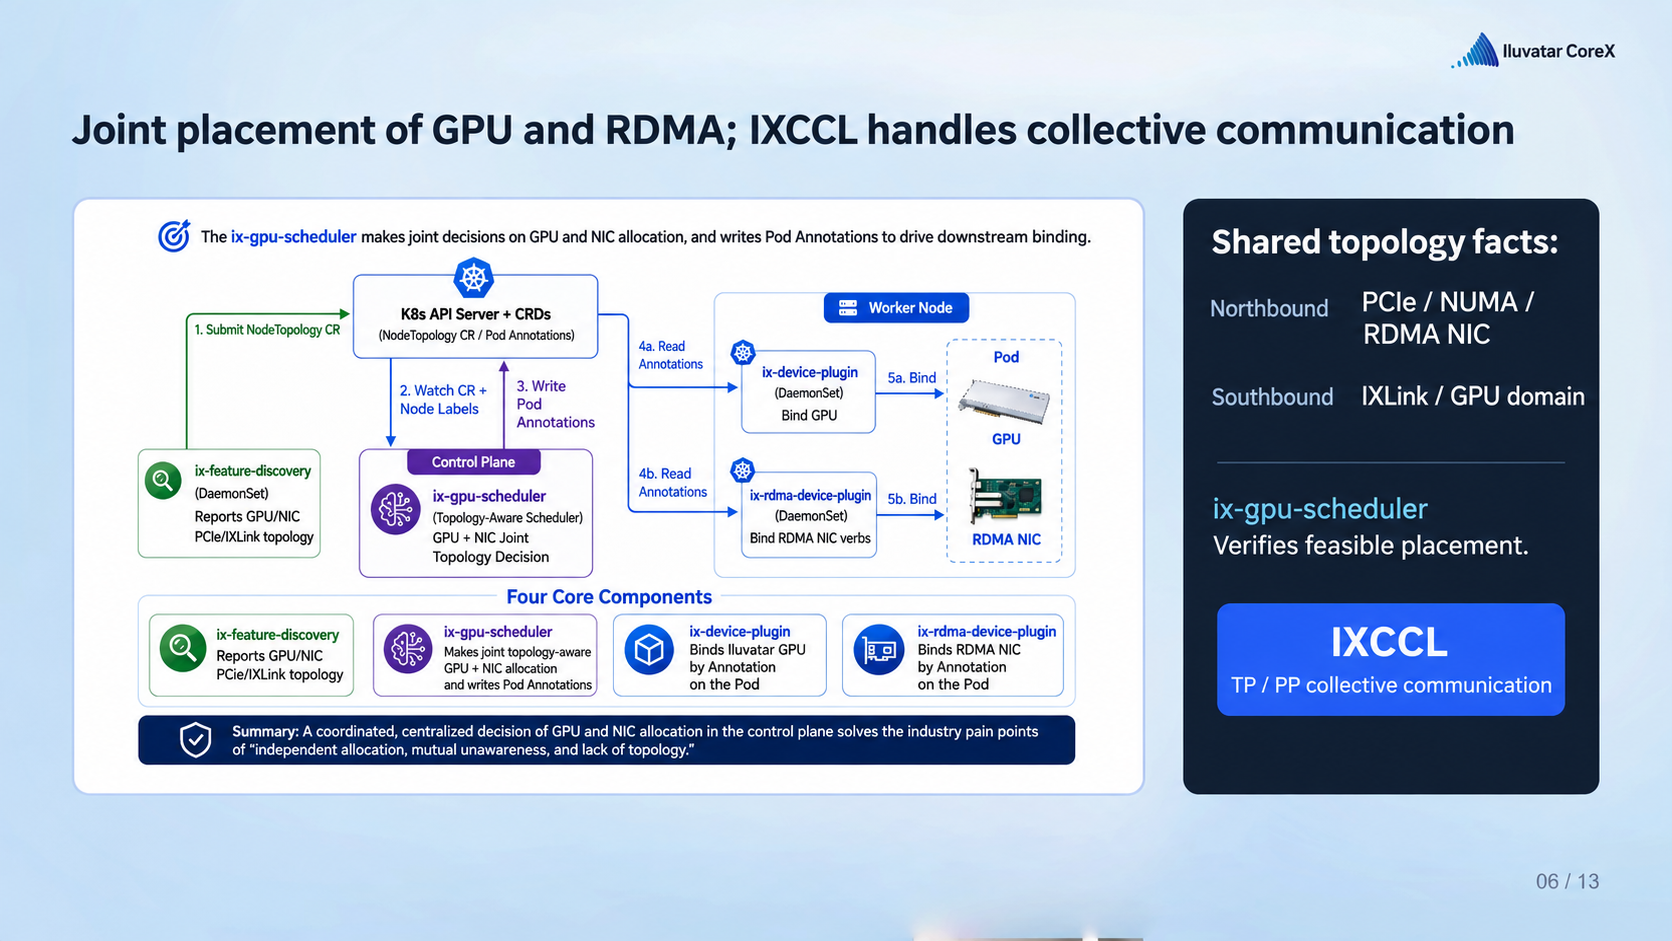 Iluvatar CoreX
Joint placement of GPU and RDMA; IXCCL handles collective communication
The ix-gpu-scheduler makes joint decisions on GPU and NIC allocation, and writes Pod Annotations to drive downstream binding.
K8s API Server + CRDs
(NodeTopology CR / Pod Annotations)
1. Submit NodeTopology CR
2. Watch CR +
Node Labels
3. Write
Pod
Annotations
4a. Read
Annotations
4b. Read
Annotations
ix-feature-discovery
(DaemonSet)
Reports GPU/NIC
PCIe/IXLink topology
Control Plane
ix-gpu-scheduler
(Topology-Aware Scheduler)
GPU + NIC Joint
Topology Decision
Worker Node
ix-device-plugin
(DaemonSet)
Bind GPU
5a. Bind
ix-rdma-device-plugin
(DaemonSet)
Bind RDMA NIC verbs
5b. Bind
Pod
GPU
RDMA NIC
Four Core Components
ix-feature-discovery
Reports GPU/NIC
PCIe/IXLink topology
ix-gpu-scheduler
Makes joint topology-aware
GPU + NIC allocation
and writes Pod Annotations
ix-device-plugin
Binds Iluvatar GPU
by Annotation
on the Pod
ix-rdma-device-plugin
Binds RDMA NIC
by Annotation
on the Pod
Summary: A coordinated, centralized decision of GPU and NIC allocation in the control plane solves the industry pain points
of “independent allocation, mutual unawareness, and lack of topology.”
Shared topology facts:
Northbound PCIe / NUMA /
RDMA NIC
Southbound IXLink / GPU domain
ix-gpu-scheduler
Verifies feasible placement.
IXCCL
TP / PP collective communication
06 / 13